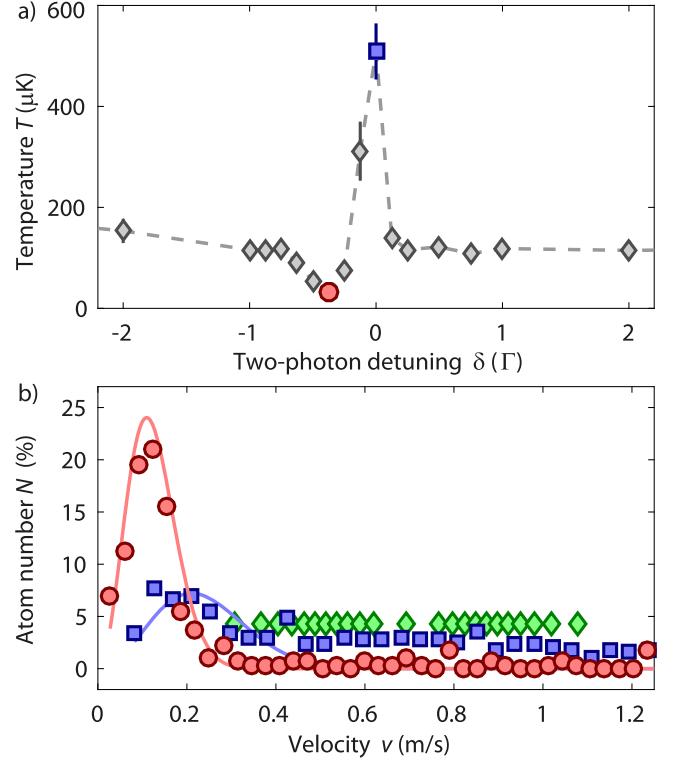 a)
600
400
200
0
Temperature T (µK)
-2 -1 0 1 2
Two-photon detuning δ (Γ)
b)
25
20
15
10
5
0
Atom number N (%)
0 0.2 0.4 0.6 0.8 1 1.2
Velocity v (m/s)